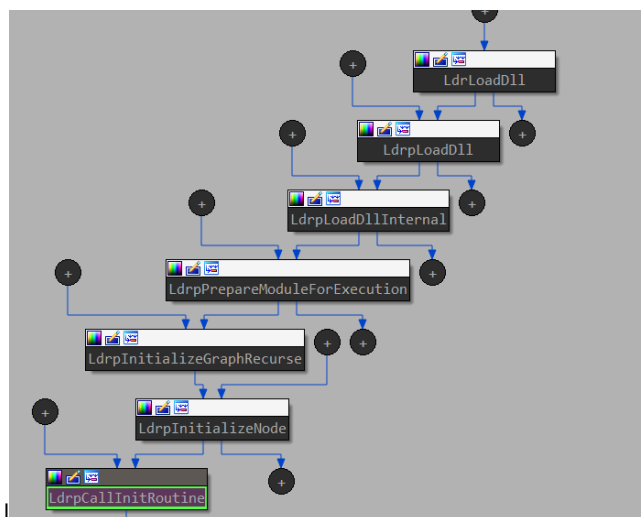 LdrLoadDll
LdrpLoadDll
LdrpLoadDllInternal
LdrpPrepareModuleForExecution
LdrpInitializeGraphRecurse
LdrpInitializeNode
LdrpCallInitRoutine